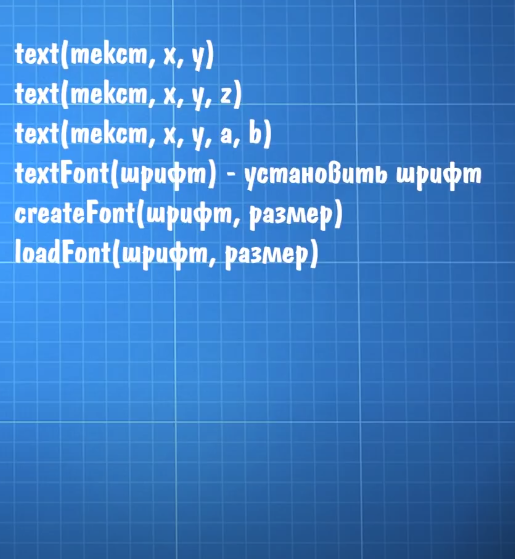 text(текст, x, y)
text(текст, x, y, z)
text(текст, x, y, a, b)
textFont(шрифт) - установить шрифт
createFont(шрифт, размер)
loadFont(шрифт, размер)